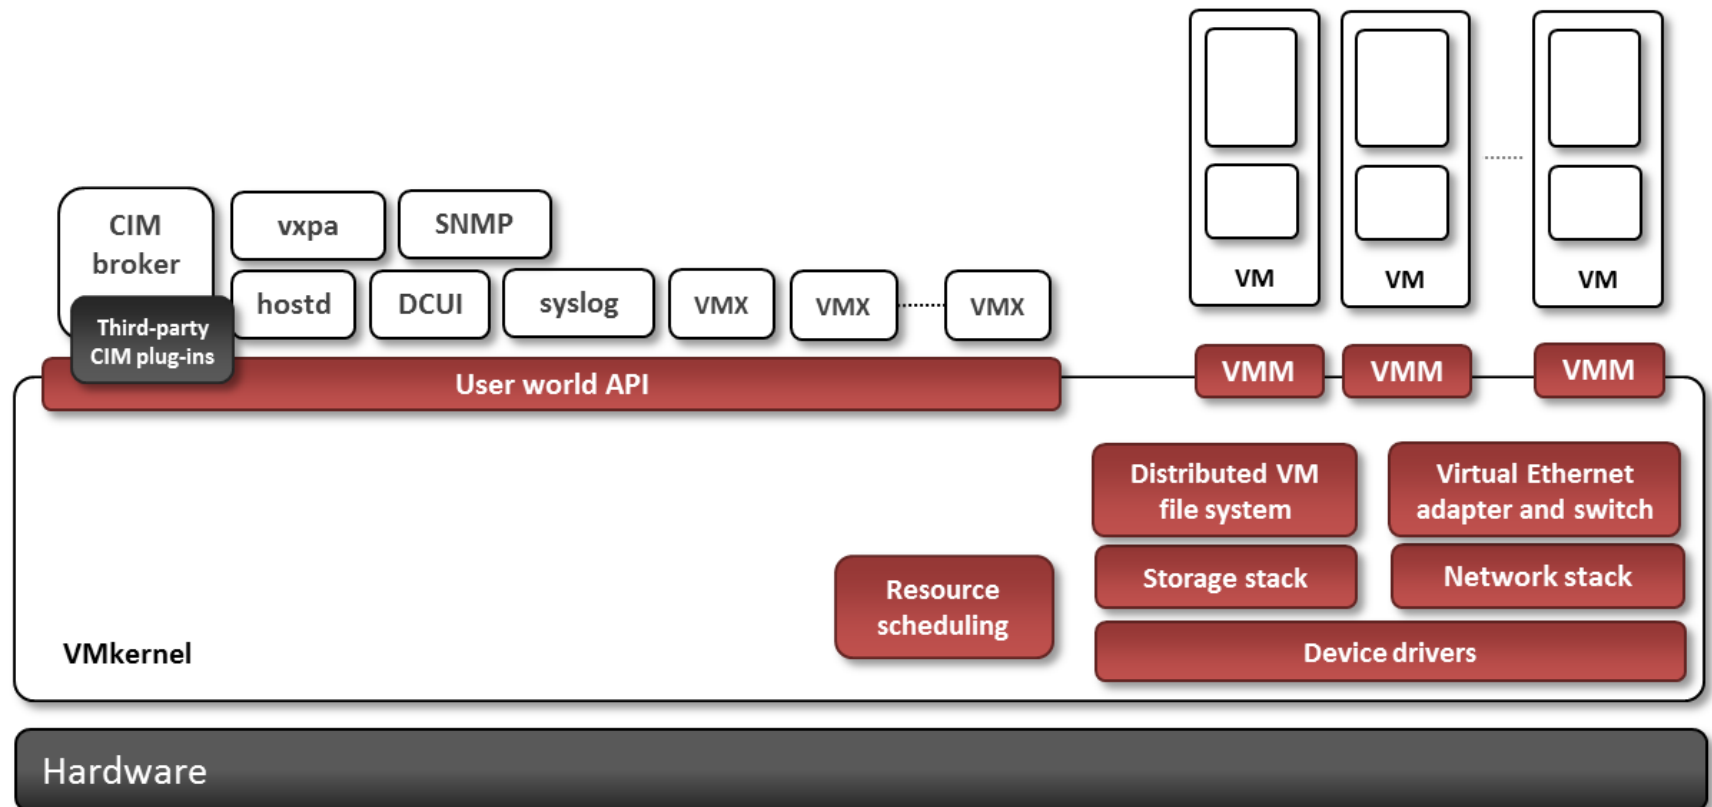 CIM
broker
vxpa
SNMP
hostd
DCUI
syslog
VMX
VMX
VMX
Third-party
CIM plug-ins
User world API
VM
VM
VM
VMM
VMM
VMM
Distributed VM
file system
Virtual Ethernet
adapter and switch
Resource
scheduling
Storage stack
Network stack
VMkernel
Device drivers
Hardware